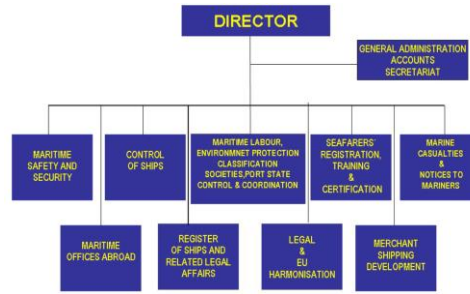 DIRECTOR
GENERAL ADMINISTRATION
ACCOUNTS
SECRETARIAT
MARITIME
SAFETY AND
SECURITY
CONTROL
OF SHIPS
MARITIME LABOUR,
ENVIRONMNET PROTECTION
CLASSIFICATION
SOCIETIES,PORT STATE
CONTROL & COORDINATION
SEAFARERS'
REGISTRATION,
TRAINING
&
CERTIFICATION
MARINE
CASUALTIES
&
NOTICES TO
MARINERS
MARITIME
OFFICES ABROAD
REGISTER
OF SHIPS AND
RELATED LEGAL
AFFAIRS
LEGAL
&
EU
HARMONISATION
MERCHANT
SHIPPING
DEVELOPMENT